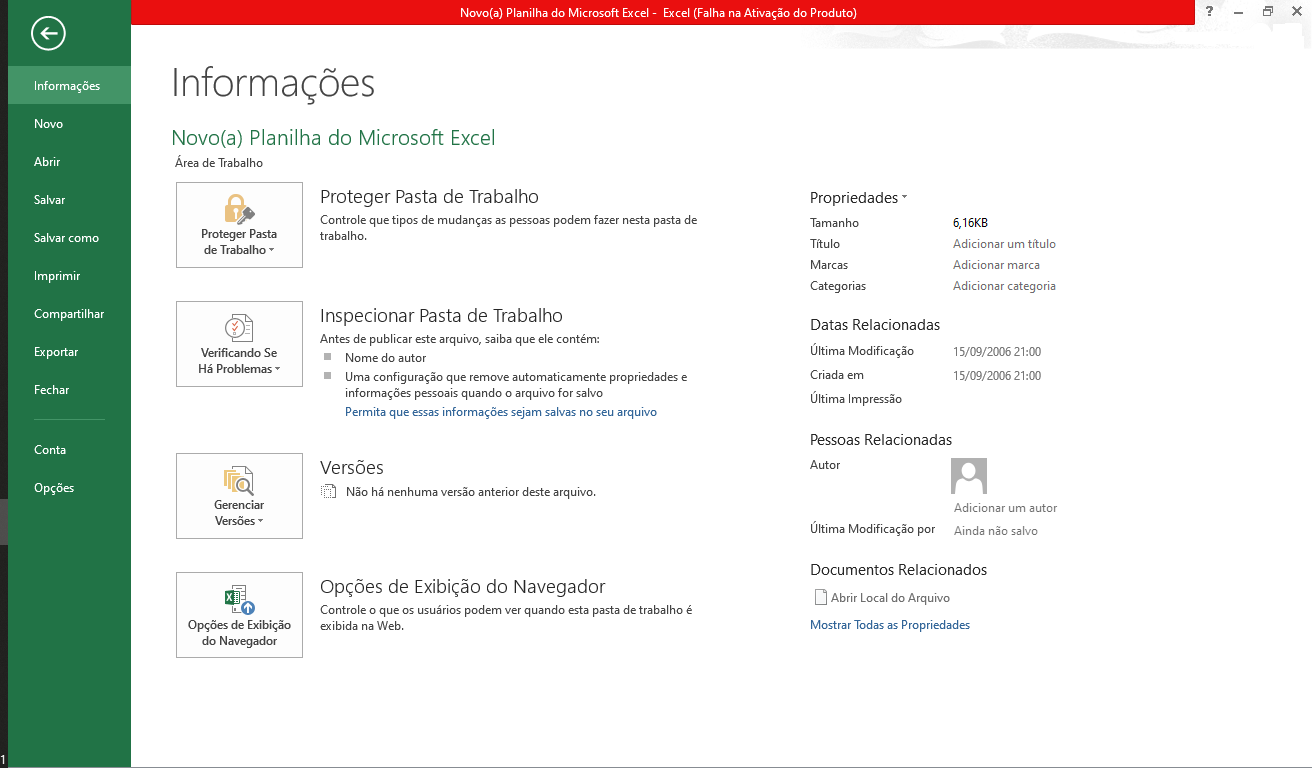 Novo(a) Planilha do Microsoft Excel -  Excel (Falha na Ativação do Produto)
?
Informações
Novo
Abrir
Salvar
Salvar como
Imprimir
Compartilhar
Exportar
Fechar
Conta
Opções
1
Informações
Novo(a) Planilha do Microsoft Excel
Área de Trabalho
Proteger Pasta
de Trabalho
Proteger Pasta de Trabalho
Controle que tipos de mudanças as pessoas podem fazer nesta pasta de
trabalho.
Verificando Se
Há Problemas
Inspecionar Pasta de Trabalho
Antes de publicar este arquivo, saiba que ele contém:
Nome do autor
Uma configuração que remove automaticamente propriedades e
informações pessoais quando o arquivo for salvo
Permita que essas informações sejam salvas no seu arquivo
Gerenciar
Versões
Versões
Não há nenhuma versão anterior deste arquivo.
Opções de Exibição
do Navegador
Opções de Exibição do Navegador
Controle o que os usuários podem ver quando esta pasta de trabalho é
exibida na Web.
Propriedades
Tamanho 6,16KB
Título Adicionar um título
Marcas Adicionar marca
Categorias Adicionar categoria
Datas Relacionadas
Última Modificação 15/09/2006 21:00
Criada em 15/09/2006 21:00
Última Impressão
Pessoas Relacionadas
Autor
Adicionar um autor
Última Modificação por Ainda não salvo
Documentos Relacionados
Abrir Local do Arquivo
Mostrar Todas as Propriedades